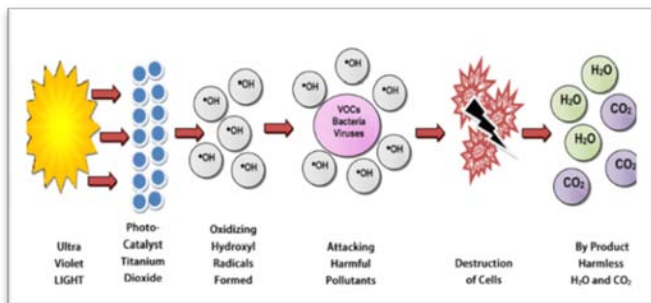 •OH
•OH
•OH
•OH
•OH
•OH
•OH
•OH
•OH
•OH
•OH
•OH
•OH
VOCs
Bacteria
Viruses
H₂O
H₂O
CO₂
H₂O
CO₂
CO₂
Ultra
Violet
LIGHT
Photo-
Catalyst
Titanium
Dioxide
Oxidizing
Hydroxyl
Radicals
Formed
Attacking
Harmful
Pollutants
Destruction
of Cells
By Product
Harmless
H₂O and CO₂